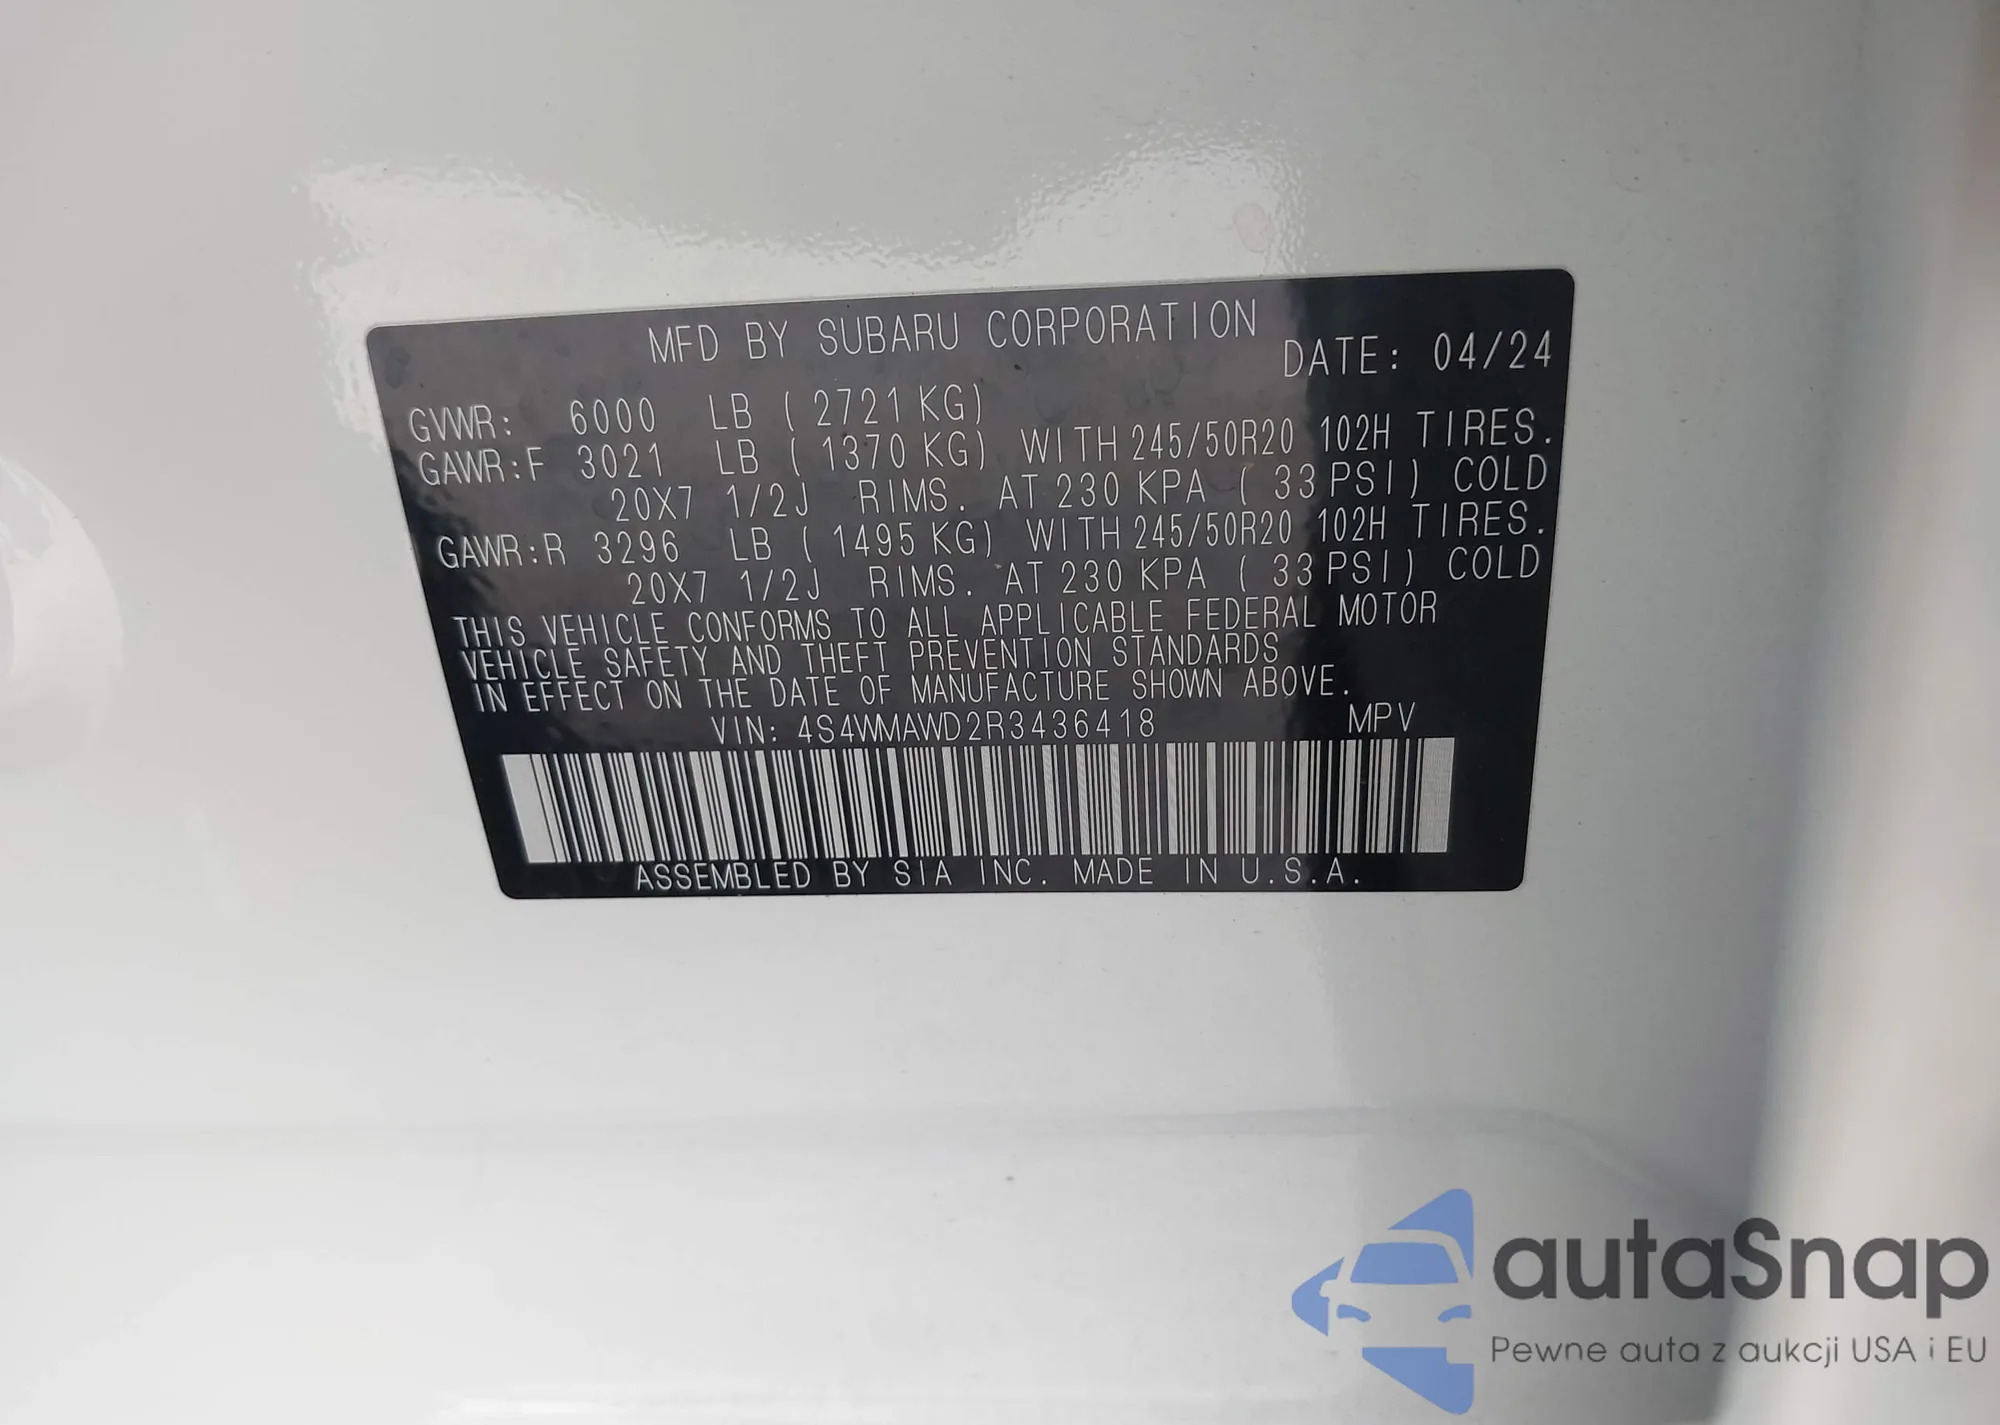 MFD BY SUBARU CORPORATION
DATE: 04/24
GVWR: 6000 LB ( 2721 KG)
GAWR:F 3021 LB ( 1370 KG) WITH 245/50R20 102H TIRES.
20X7 1/2J RIMS. AT 230 KPA ( 33 PSI) COLD
GAWR:R 3296 LB ( 1495 KG) WITH 245/50R20 102H TIRES.
20X7 1/2J RIMS. AT 230 KPA ( 33 PSI) COLD
THIS VEHICLE CONFORMS TO ALL APPLICABLE FEDERAL MOTOR
VEHICLE SAFETY AND THEFT PREVENTION STANDARDS
IN EFFECT ON THE DATE OF MANUFACTURE SHOWN ABOVE.
VIN: 4S4WMAWD2R3436418 MPV
ASSEMBLED BY SIA INC. MADE IN U.S.A.
autaSnap
Pewne auta z aukcji USA i EU